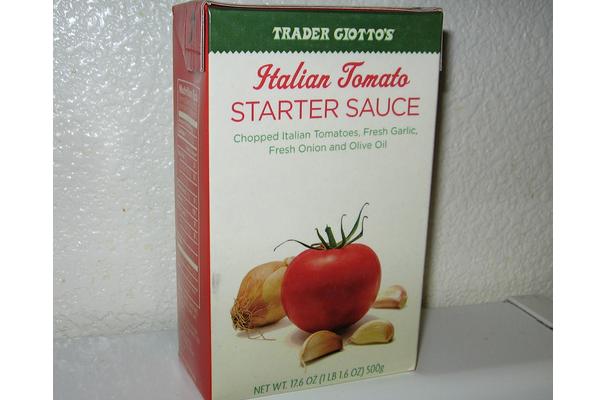 TRADER GIOTTO'S
Italian Tomato
STARTER SAUCE
Chopped Italian Tomatoes, Fresh Garlic,
Fresh Onion and Olive Oil
NET WT. 17.6 OZ (1 LB 1.6 OZ) 500g